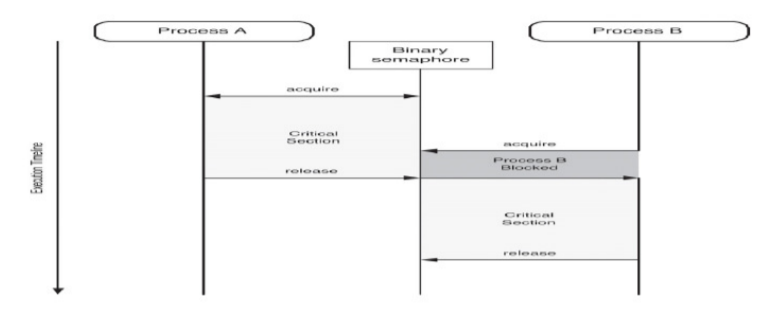 Process A
Process B
Binary
semaphore
acquire
Critical
Section
acquire
Process B
Blocked
release
Critical
Section
release
Execution Timeline